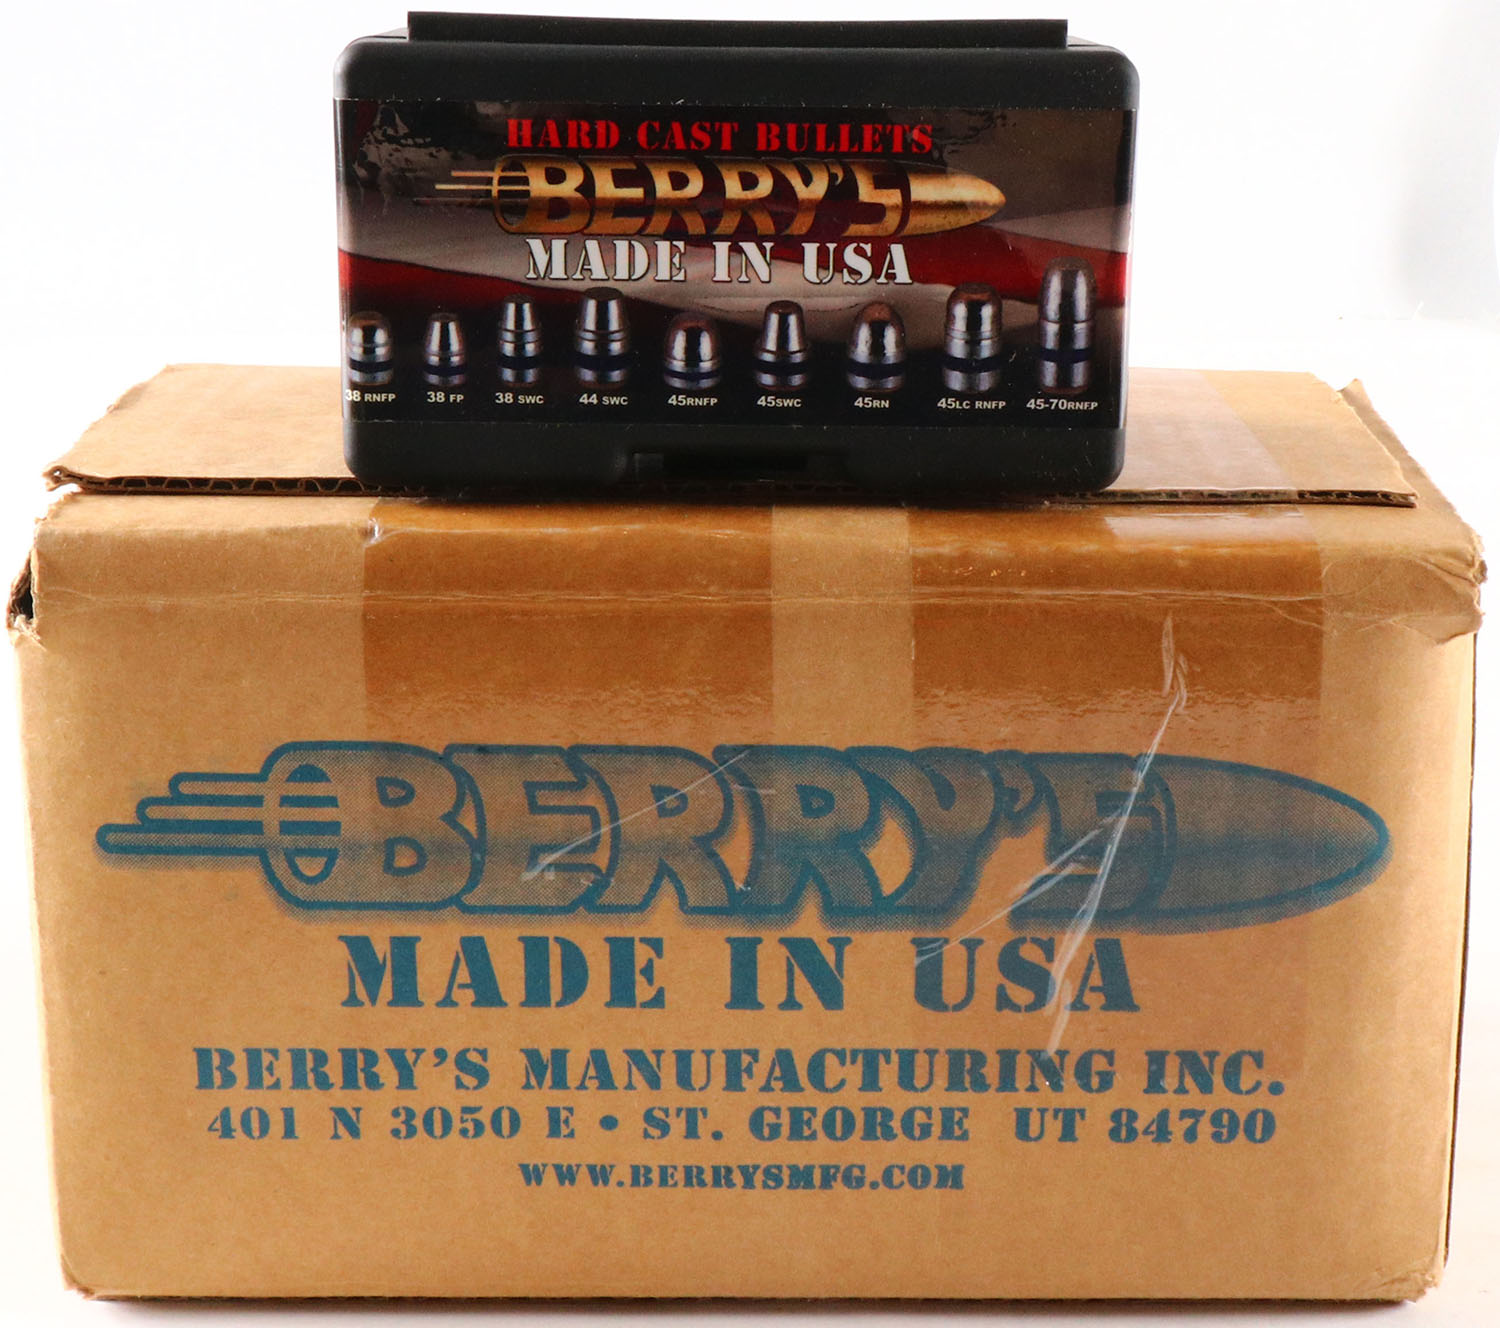 HARD CAST BULLETS
BERRY'S
MADE IN USA
38 RNFP 38 FP 38 SWC 44 SWC 45RNFP 45SWC 45RN 45LC RNFP 45-70RNFP
BERRY'S
MADE IN USA
BERRY'S MANUFACTURING INC.
401 N 3050 E • ST. GEORGE UT 84790
WWW.BERRYSMFG.COM